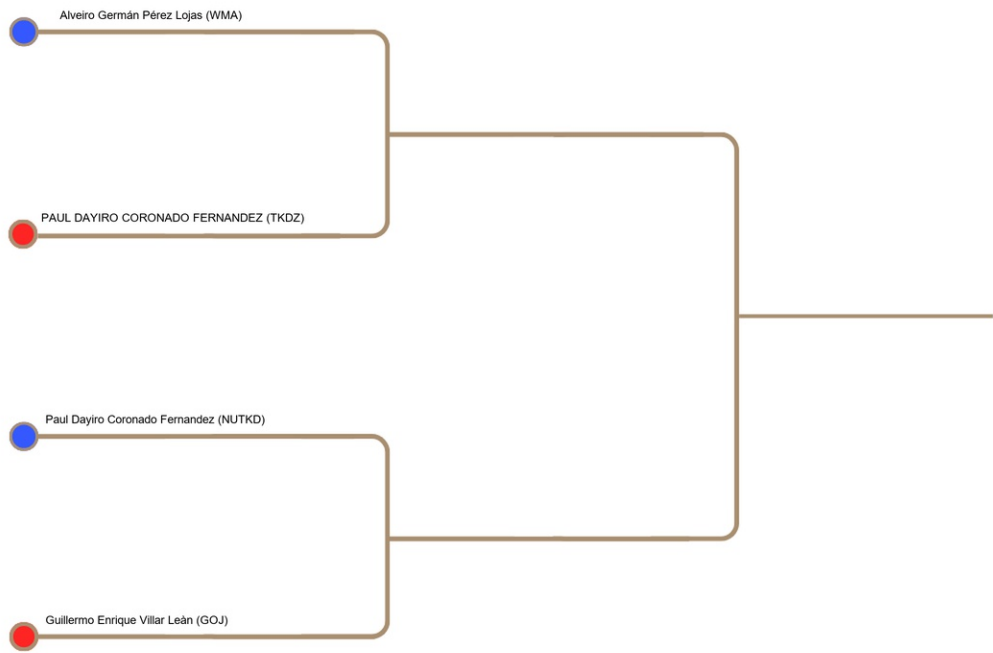 Alveiro Germán Pérez Lojas (WMA)
PAUL DAYIRO CORONADO FERNANDEZ (TKDZ)
Paul Dayiro Coronado Fernandez (NUTKD)
Guillermo Enrique Villar Leàn (GOJ)